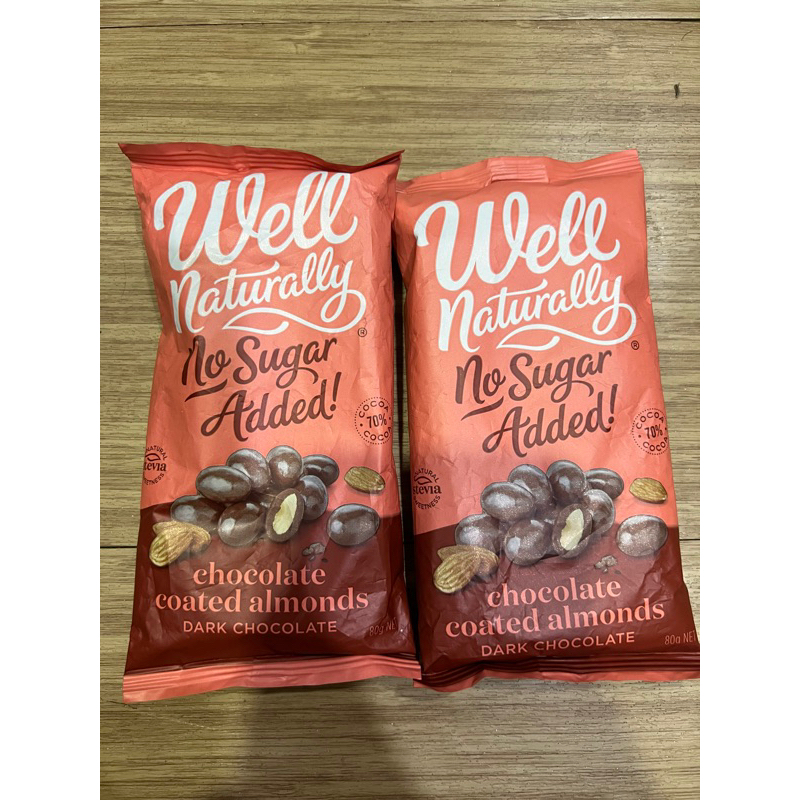 Well
Naturally
®
No Sugar
Added!
COCOA
70%
COCOA
NATURAL
stevia
SWEETNESS
chocolate
coated almonds
DARK CHOCOLATE
80g NE
Well
Naturally
®
No Sugar
Added!
COCOA
70%
COCOA
NATURAL
stevia
SWEETNESS
chocolate
coated almonds
DARK CHOCOLATE
80g NET